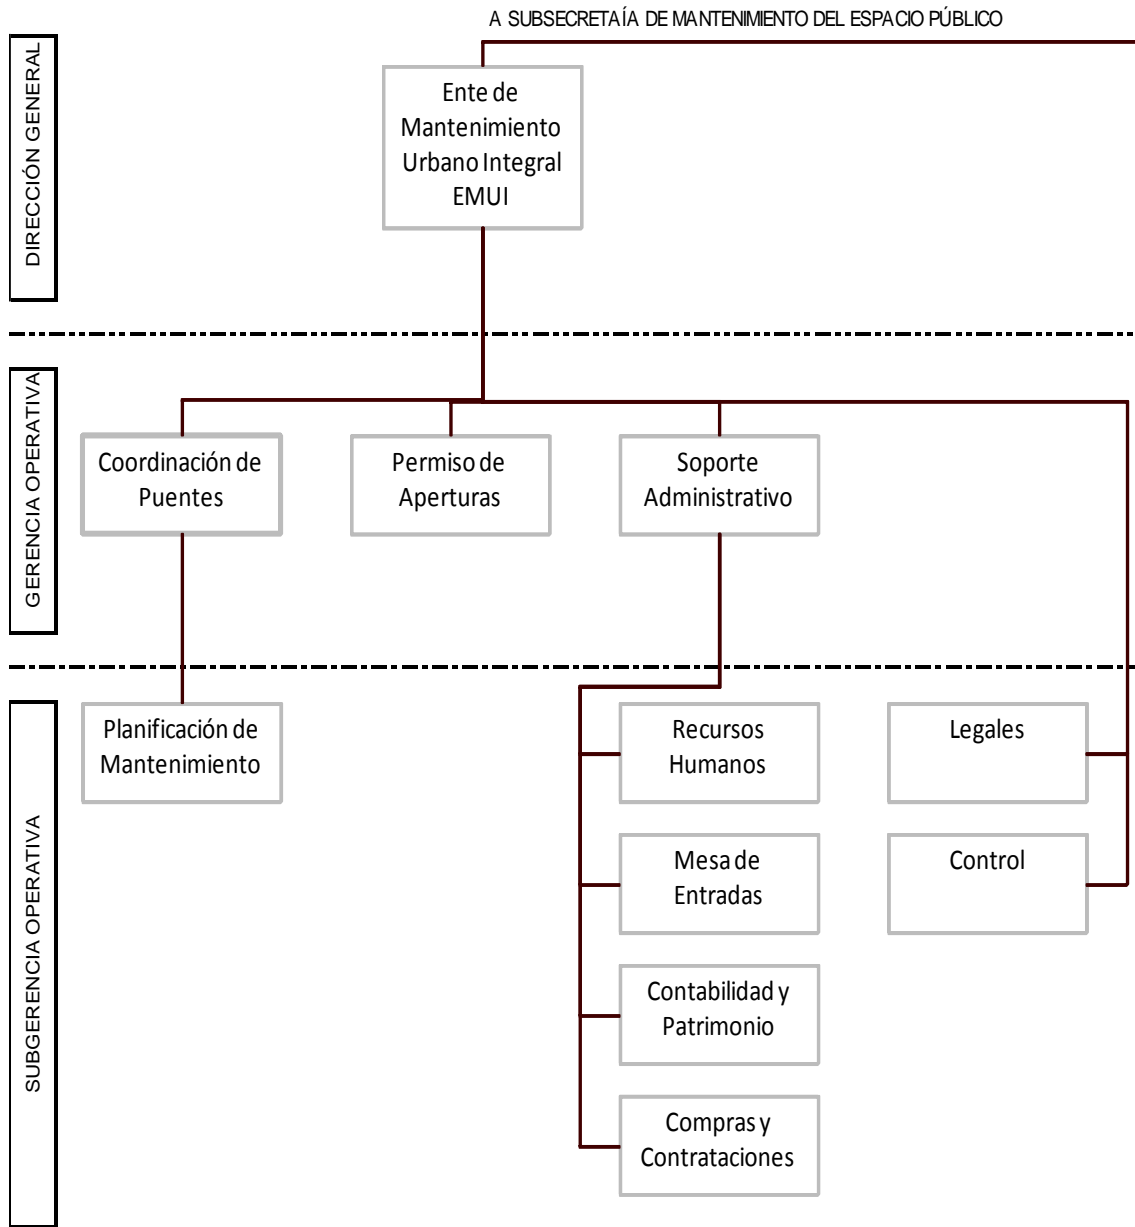 A SUBSECRETAÍA DE MANTENIMIENTO DEL ESPACIO PÚBLICO
DIRECCIÓN GENERAL
Ente de
Mantenimiento
Urbano Integral
EMUI
GERENCIA OPERATIVA
Coordinación de
Puentes
Permiso de
Aperturas
Soporte
Administrativo
SUBGERENCIA OPERATIVA
Planificación de
Mantenimiento
Recursos
Humanos
Legales
Mesa de
Entradas
Control
Contabilidad y
Patrimonio
Compras y
Contrataciones